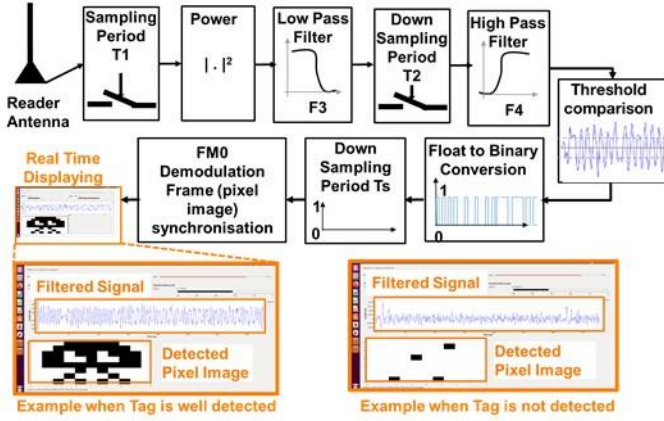 Sampling
Period
T1
Power
| . |²
Low Pass
Filter
F3
Down
Sampling
Period
T2
High Pass
Filter
F4
Reader
Antenna
Threshold
comparison
Real Time
Displaying
FM0
Demodulation
Frame (pixel
image)
synchronisation
Down
Sampling
Period Ts
1
0
Float to Binary
Conversion
1
0
Filtered Signal
Detected
Pixel Image
Example when Tag is well detected
Filtered Signal
Detected
Pixel Image
Example when Tag is not detected